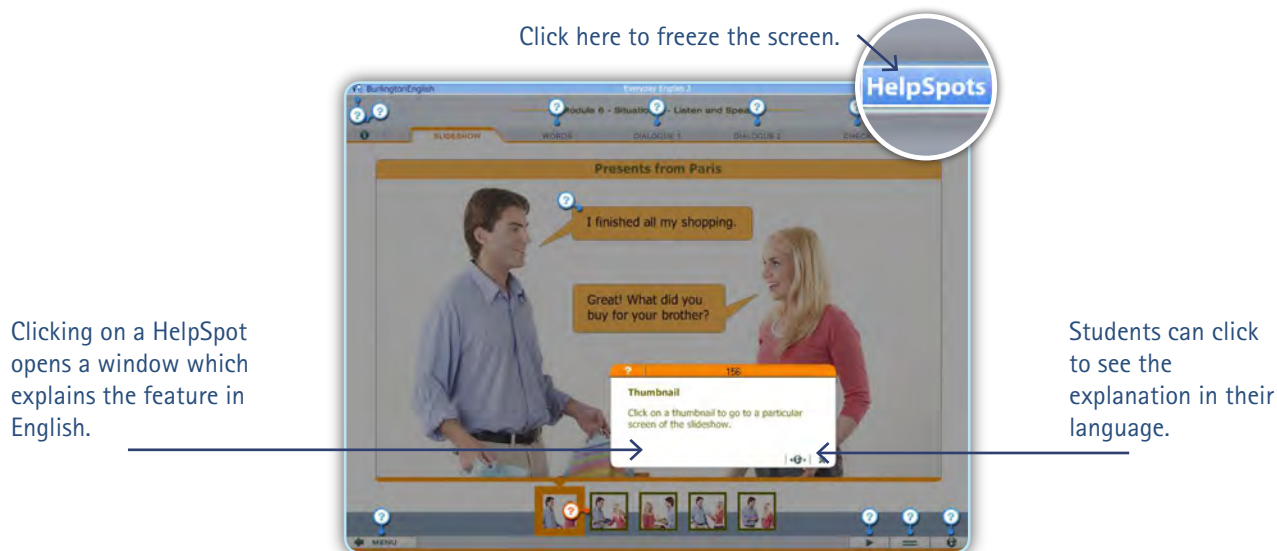 Click here to freeze the screen.
HelpSpots
BurlingtonEnglish
Everyday English 3
Module 6 - Situation - Listen and Speak
SLIDESHOW
WORDS
DIALOGUE 1
DIALOGUE 2
Presents from Paris
I finished all my shopping.
Great! What did you
buy for your brother?
Clicking on a HelpSpot
opens a window which
explains the feature in
English.
? 156
Thumbnail
Click on a thumbnail to go to a particular
screen of the slideshow.
Students can click
to see the
explanation in their
language.
MENU